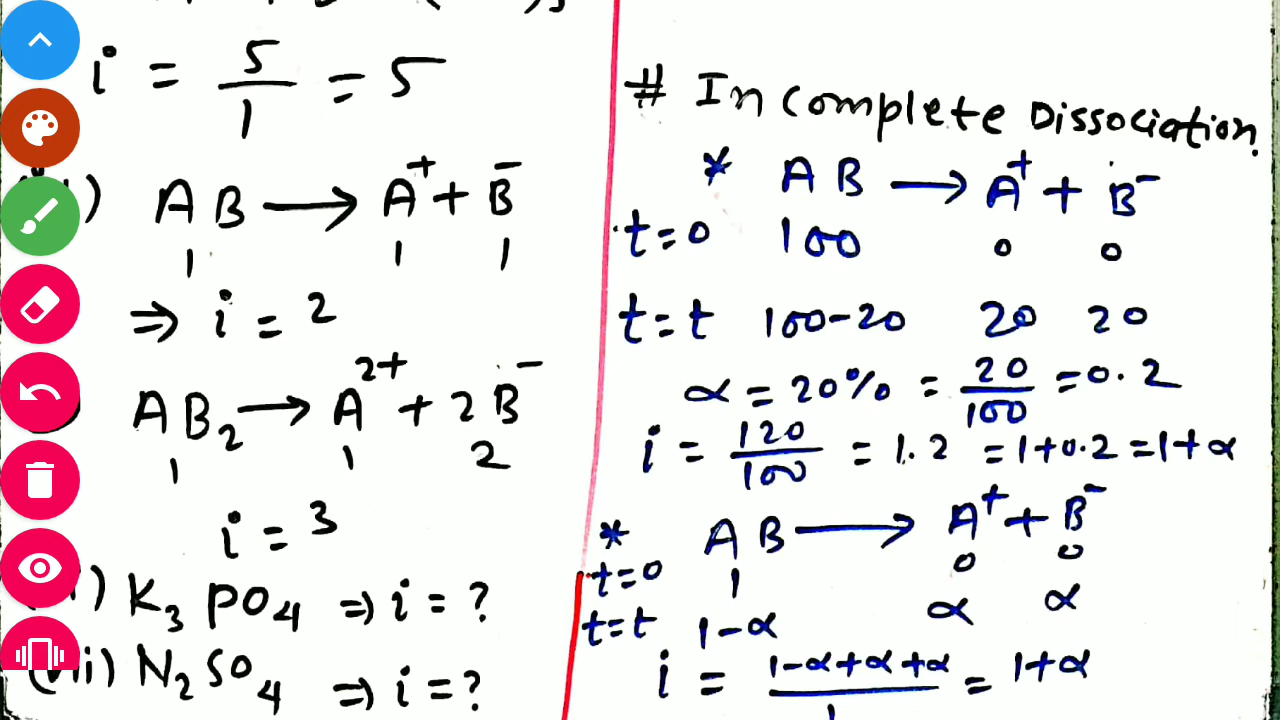 i = 5/1 = 5
AB → A⁺ + B⁻
1 1 1
⇒ i = 2
AB₂ → A²⁺ + 2B⁻
1 1 2
i = 3
) K₃PO₄ ⇒ i = ?
ii) N₂SO₄ ⇒ i = ?
# Incomplete Dissociation.
* AB → A⁺ + B⁻
t=0 100 0 0
t=t 100-20 20 20
α = 20% = 20/100 = 0.2
i = 120/100 = 1.2 = 1+0.2 = 1+α
* AB → A⁺ + B⁻
t=0 1 0 0
t=t 1-α α α
i = 1-α+α+α/1 = 1+α